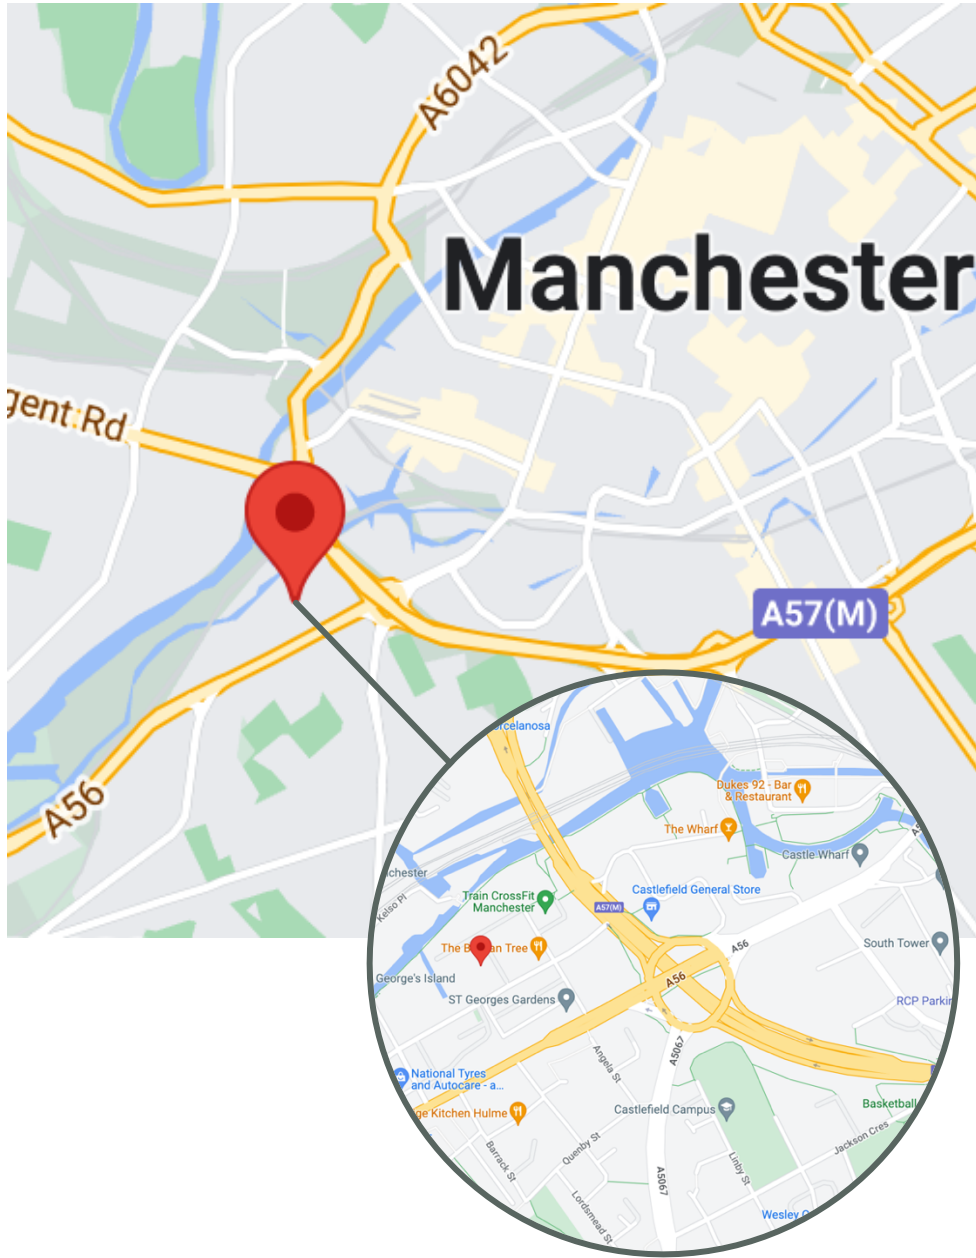 A6042
Manchester
gent Rd
A57(M)
A56
rcelanosa
Dukes 92 - Bar
& Restaurant
The Wharf
Castle Wharf
chester
Kelso Pl
Train CrossFit
Manchester
Castlefield General Store
A57(M)
A56
South Tower
The B an Tree
George's Island
A56
ST Georges Gardens
RCP Parkin
A5067
Angela St
National Tyres
and Autocare - a...
ge Kitchen Hulme
Castlefield Campus
Basketball
Jackson Cres
Quenby St
Barrack St
Linby St
A5067
Lordsmead St
Wesley